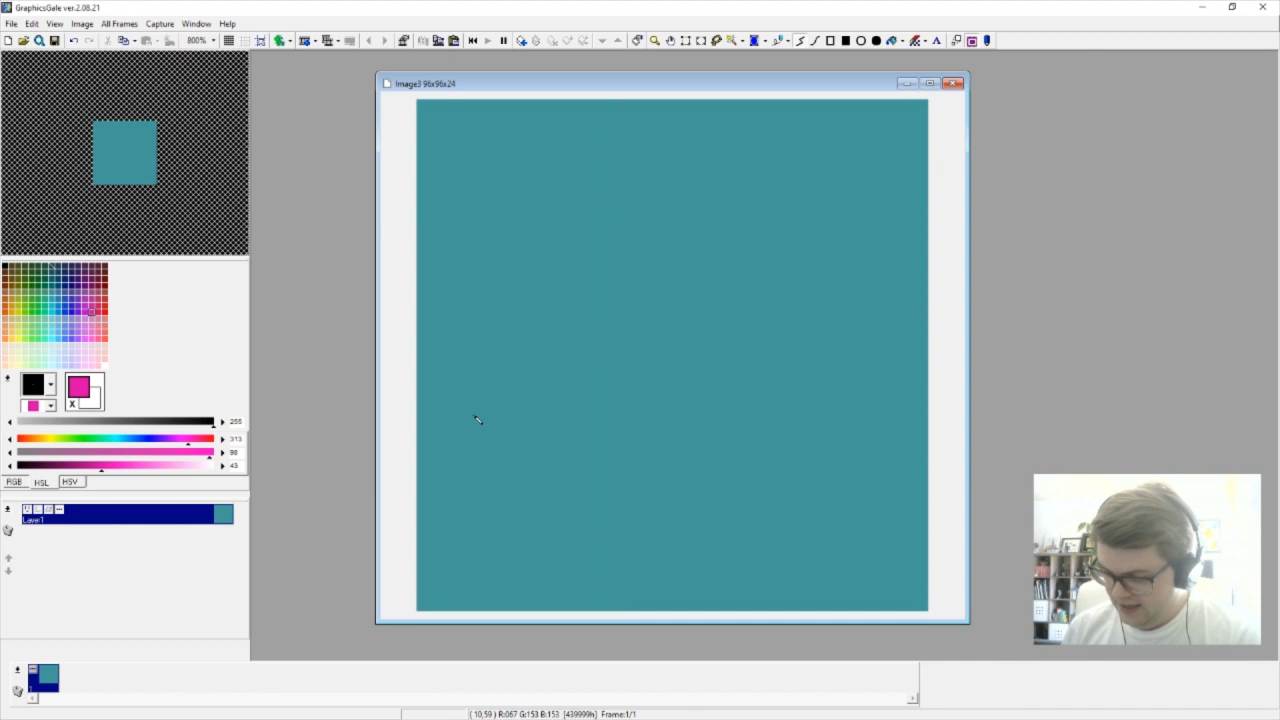 GraphicsGale ver.2.08.21
File Edit View Image All Frames Capture Window Help
800%
A
Image3 96x96x24
X
255
313
98
43
RGB HSL HSV
Layer1
1
( 10,59 ) R:067 G:153 B:153 [439999h] Frame:1/1